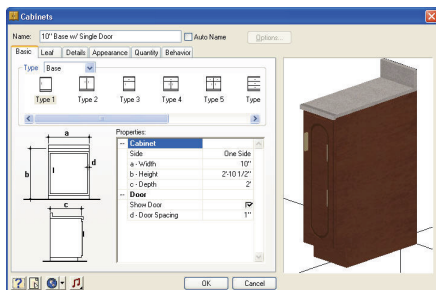 Cabinets
Name: 10" Base w/ Single Door Auto Name Options...
Basic Leaf Details Appearance Quantity Behavior
Type Base
Type 1 Type 2 Type 3 Type 4 Type 5 Type
a
b
d
c
Properties:
Cabinet
Side One Side
a - Width 10"
b - Height 2'-10 1/2"
c - Depth 2'
Door
Show Door
d - Door Spacing 1"
OK Cancel